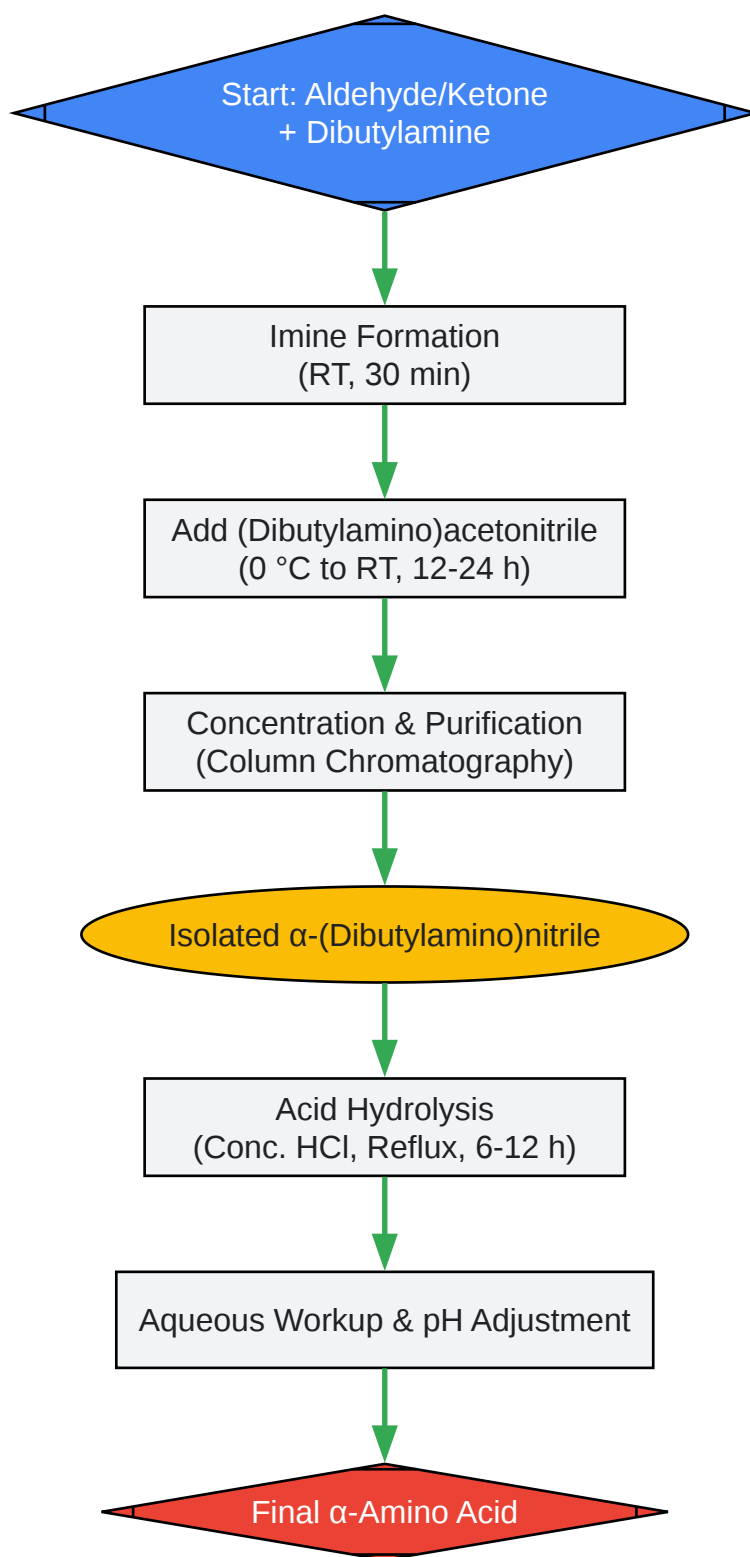 Start: Aldehyde/Ketone
+ Dibutylamine
Imine Formation
(RT, 30 min)
Add (Dibutylamino)acetonitrile
(0 °C to RT, 12-24 h)
Concentration & Purification
(Column Chromatography)
Isolated α-(Dibutylamino)nitrile
Acid Hydrolysis
(Conc. HCl, Reflux, 6-12 h)
Aqueous Workup & pH Adjustment
Final α-Amino Acid